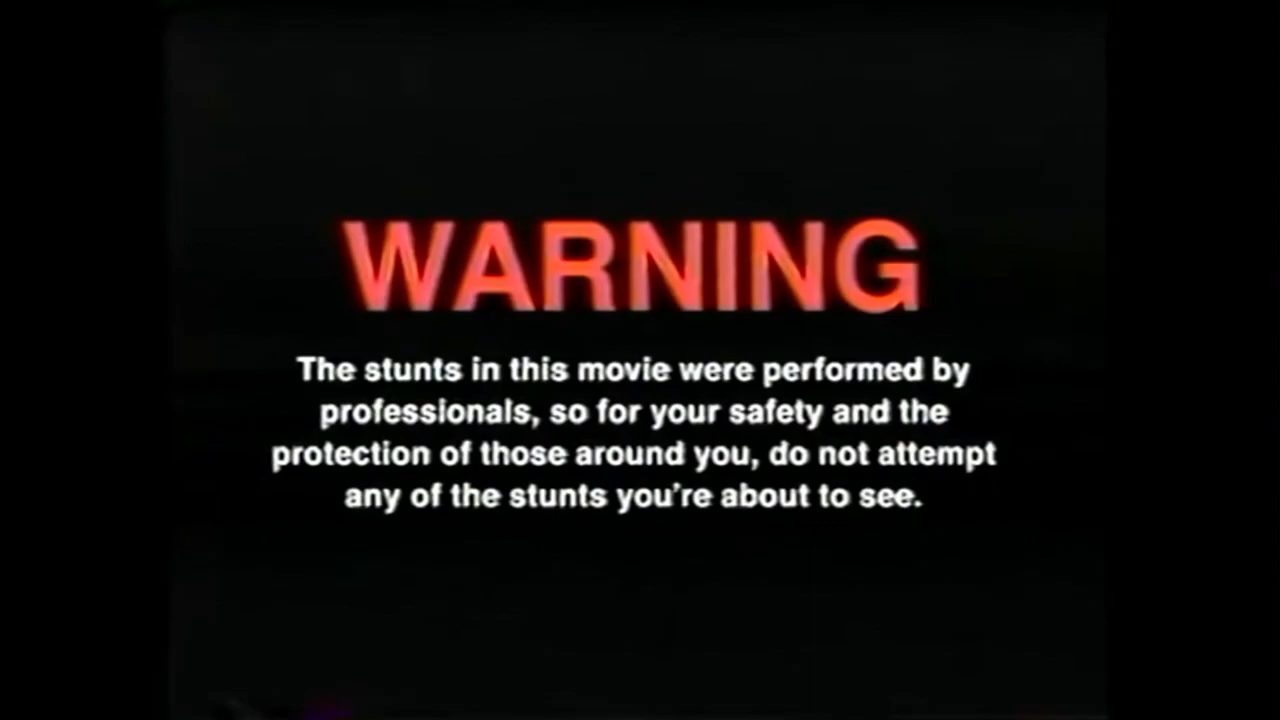 WARNING
The stunts in this movie were performed by
professionals, so for your safety and the
protection of those around you, do not attempt
any of the stunts you're about to see.